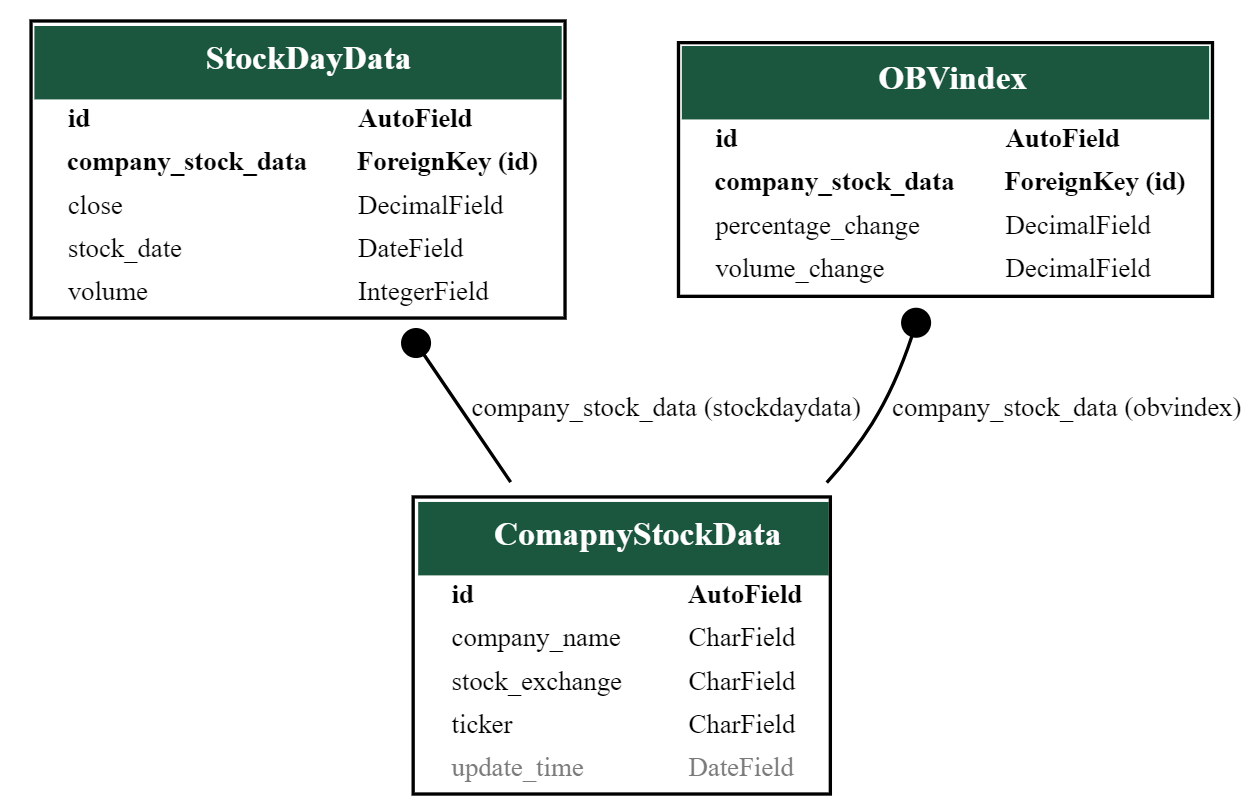 StockDayData
id AutoField
company_stock_data ForeignKey (id)
close DecimalField
stock_date DateField
volume IntegerField
OBVindex
id AutoField
company_stock_data ForeignKey (id)
percentage_change DecimalField
volume_change DecimalField
company_stock_data (stockdaydata)
company_stock_data (obvindex)
ComapnyStockData
id AutoField
company_name CharField
stock_exchange CharField
ticker CharField
update_time DateField